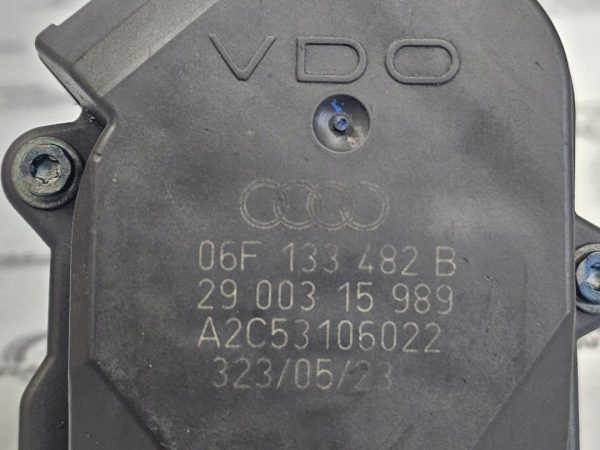 VDO
06F 133 482 B
29 003 15 989
A2C53106022
323/05/23